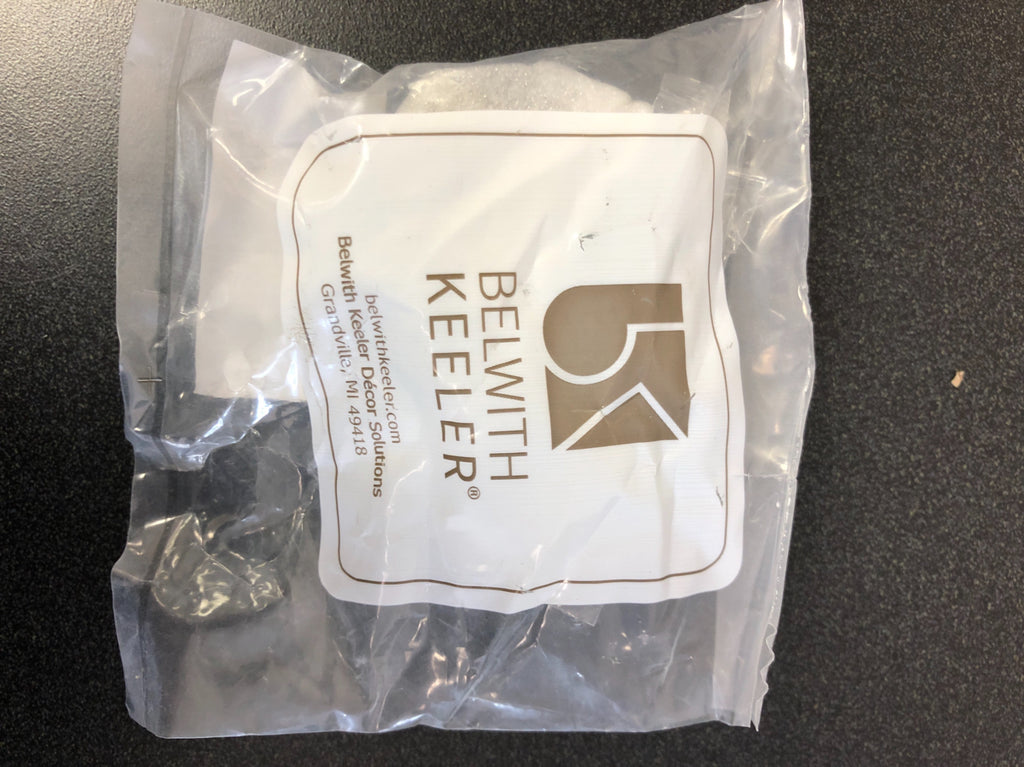 BELWITH
KEELER®
belwithkeeler.com
Belwith Keeler Décor Solutions
Grandville, MI 49418